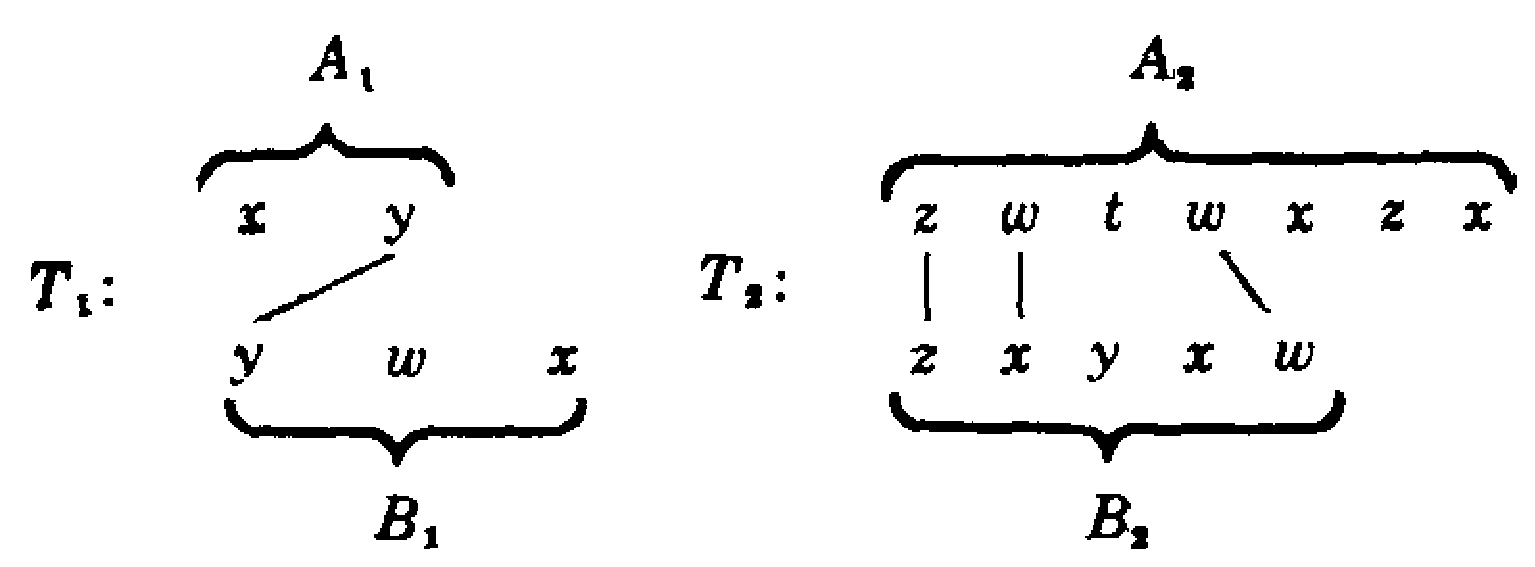 A₁ A₂
x y z w t w x z x
T₁: T₂:
y w x z x y x w
B₁ B₂